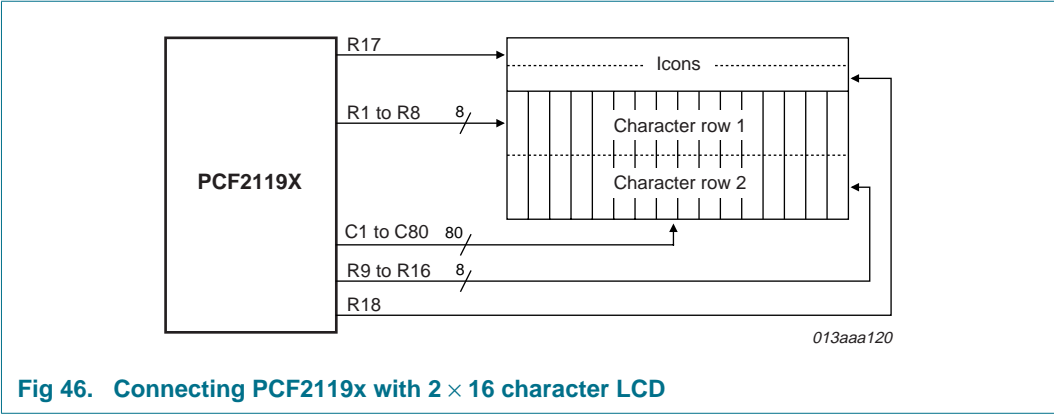 R17
Icons
R1 to R8 8
Character row 1
PCF2119X
Character row 2
C1 to C80 80
R9 to R16 8
R18
013aaa120
Fig 46. Connecting PCF2119x with 2 × 16 character LCD